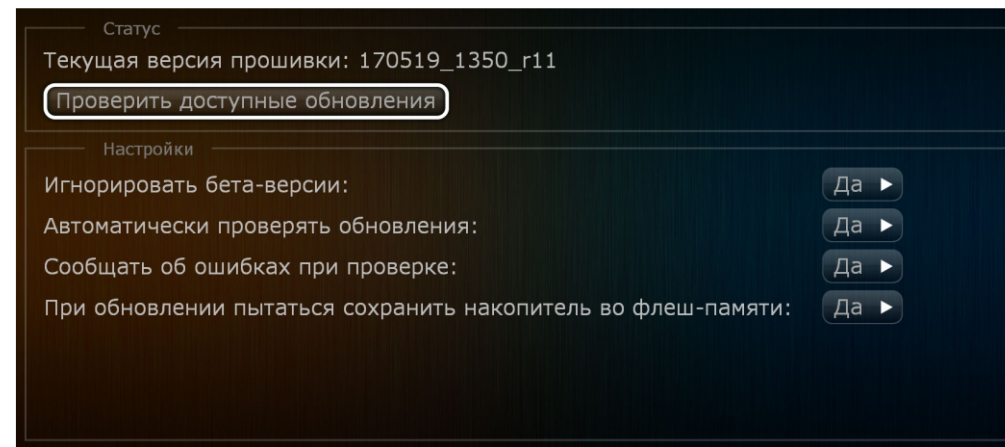 Статус
Текущая версия прошивки: 170519_1350_r11
Проверить доступные обновления
Настройки
Игнорировать бета-версии: Да
Автоматически проверять обновления: Да
Сообщать об ошибках при проверке: Да
При обновлении пытаться сохранить накопитель во флеш-памяти: Да